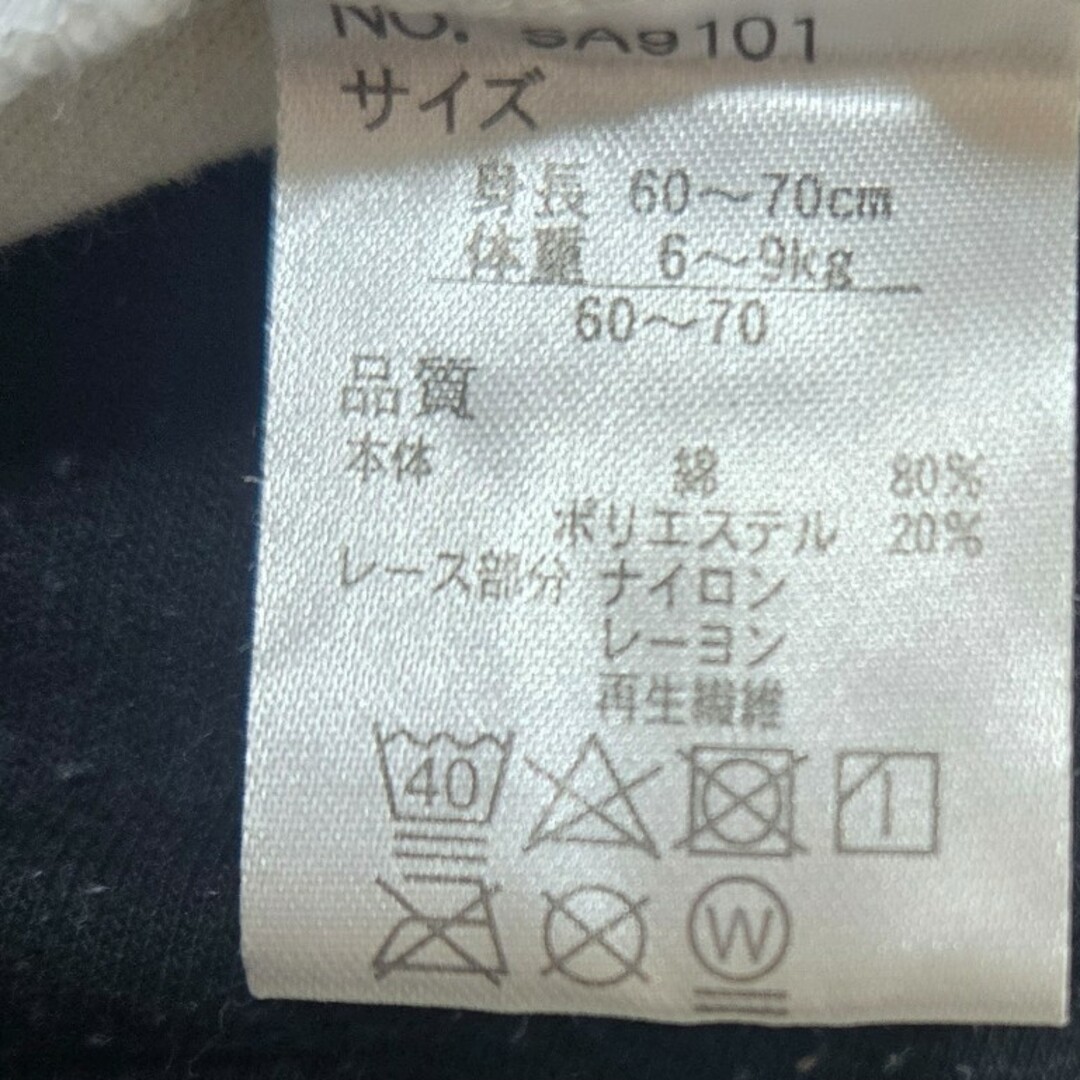 NO. SA9101
サイズ
身長 60～70cm
体重 6～9kg
60～70
品質
本体 綿 80%
ポリエステル 20%
レース部分 ナイロン
レーヨン
再生繊維
40
W